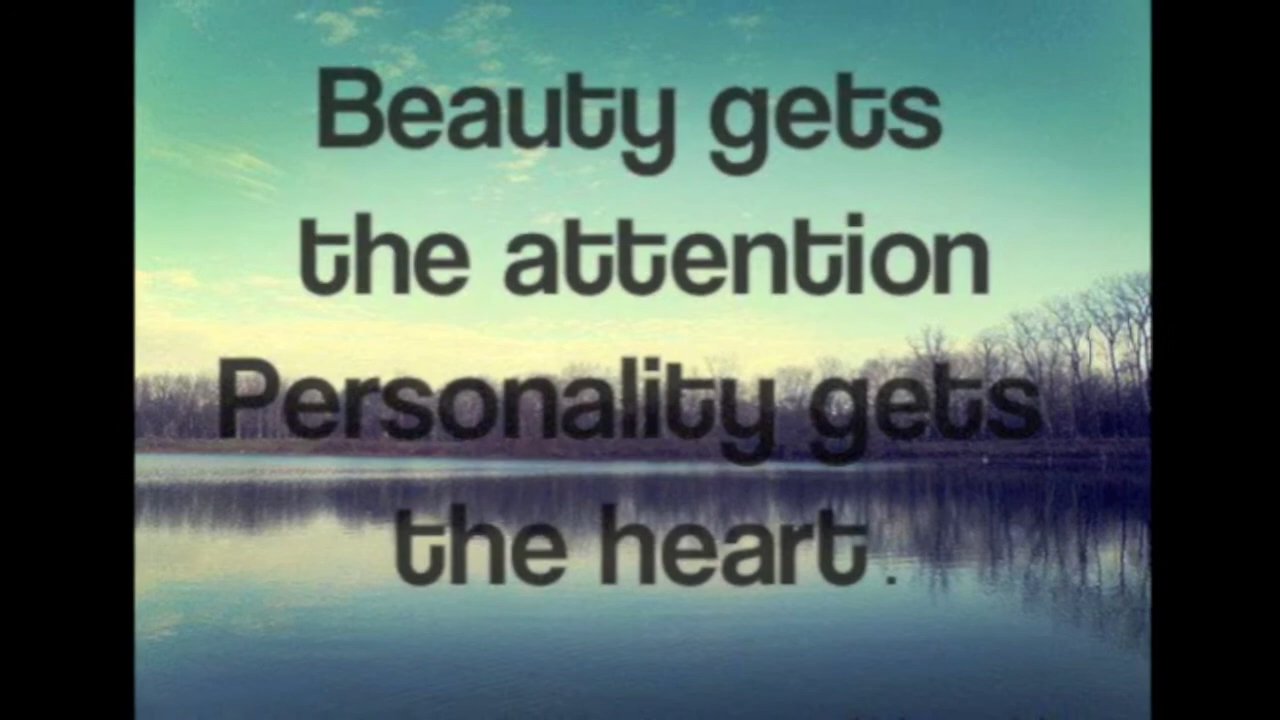 Beauty gets
the attention
Personality gets
the heart.